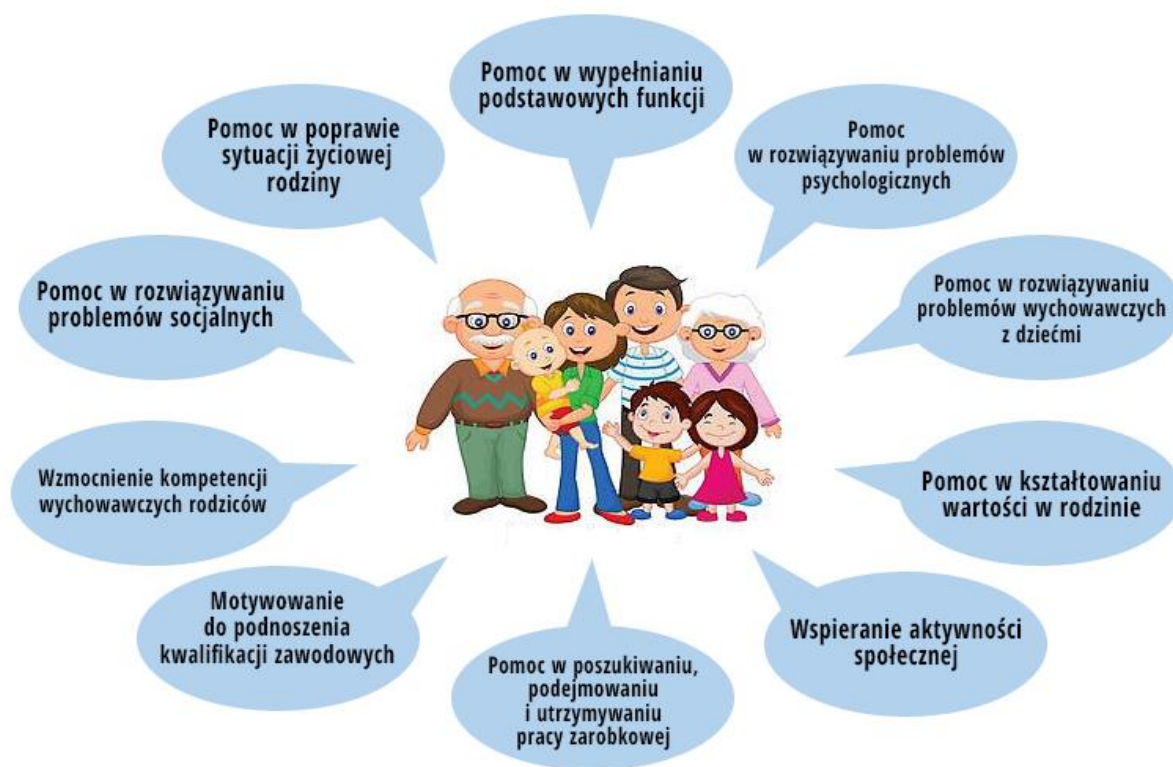 Pomoc w wypełnianiu
podstawowych funkcji
Pomoc
w rozwiązywaniu problemów
psychologicznych
Pomoc w rozwiązywaniu
problemów wychowawczych
z dziećmi
Pomoc w kształtowaniu
wartości w rodzinie
Wspieranie aktywności
społecznej
Pomoc w poszukiwaniu,
podejmowaniu
i utrzymywaniu
pracy zarobkowej
Motywowanie
do podnoszenia
kwalifikacji zawodowych
Wzmocnienie kompetencji
wychowawczych rodziców
Pomoc w rozwiązywaniu
problemów socjalnych
Pomoc w poprawie
sytuacji życiowej
rodziny